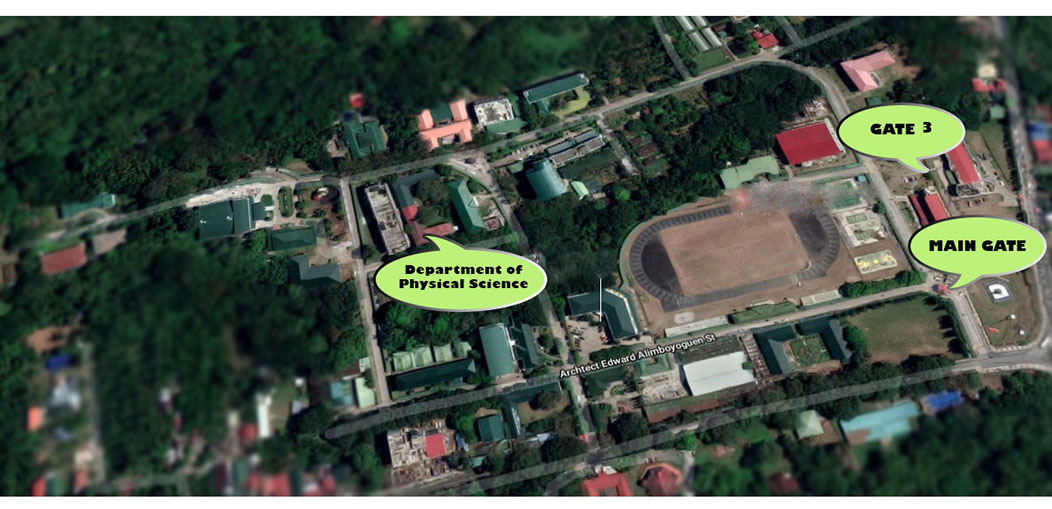 GATE 3
MAIN GATE
Department of
Physical Science
Archtect Edward Alimboyoguen St